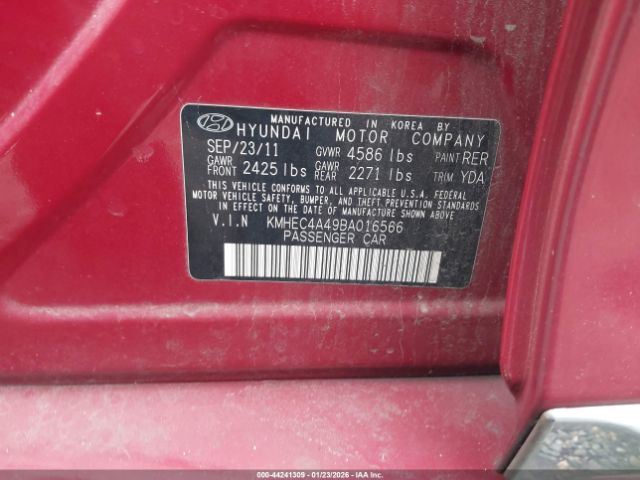 MANUFACTURED IN KOREA BY
HYUNDAI MOTOR COMPANY
SEP/23/11 GVWR 4586 lbs PAINT RER
GAWR FRONT 2425 lbs GAWR REAR 2271 lbs TRIM YDA
THIS VEHICLE CONFORMS TO ALL APPLICABLE U.S.A. FEDERAL
MOTOR VEHICLE SAFETY, BUMPER, AND THEFT PREVENTION STANDARDS
IN EFFECT ON THE DATE OF MANUFACTURE SHOWN ABOVE
V.I.N KMHEC4A49BA016566
PASSENGER CAR
000-44241309 - 01/23/2026 - IAAI.COM